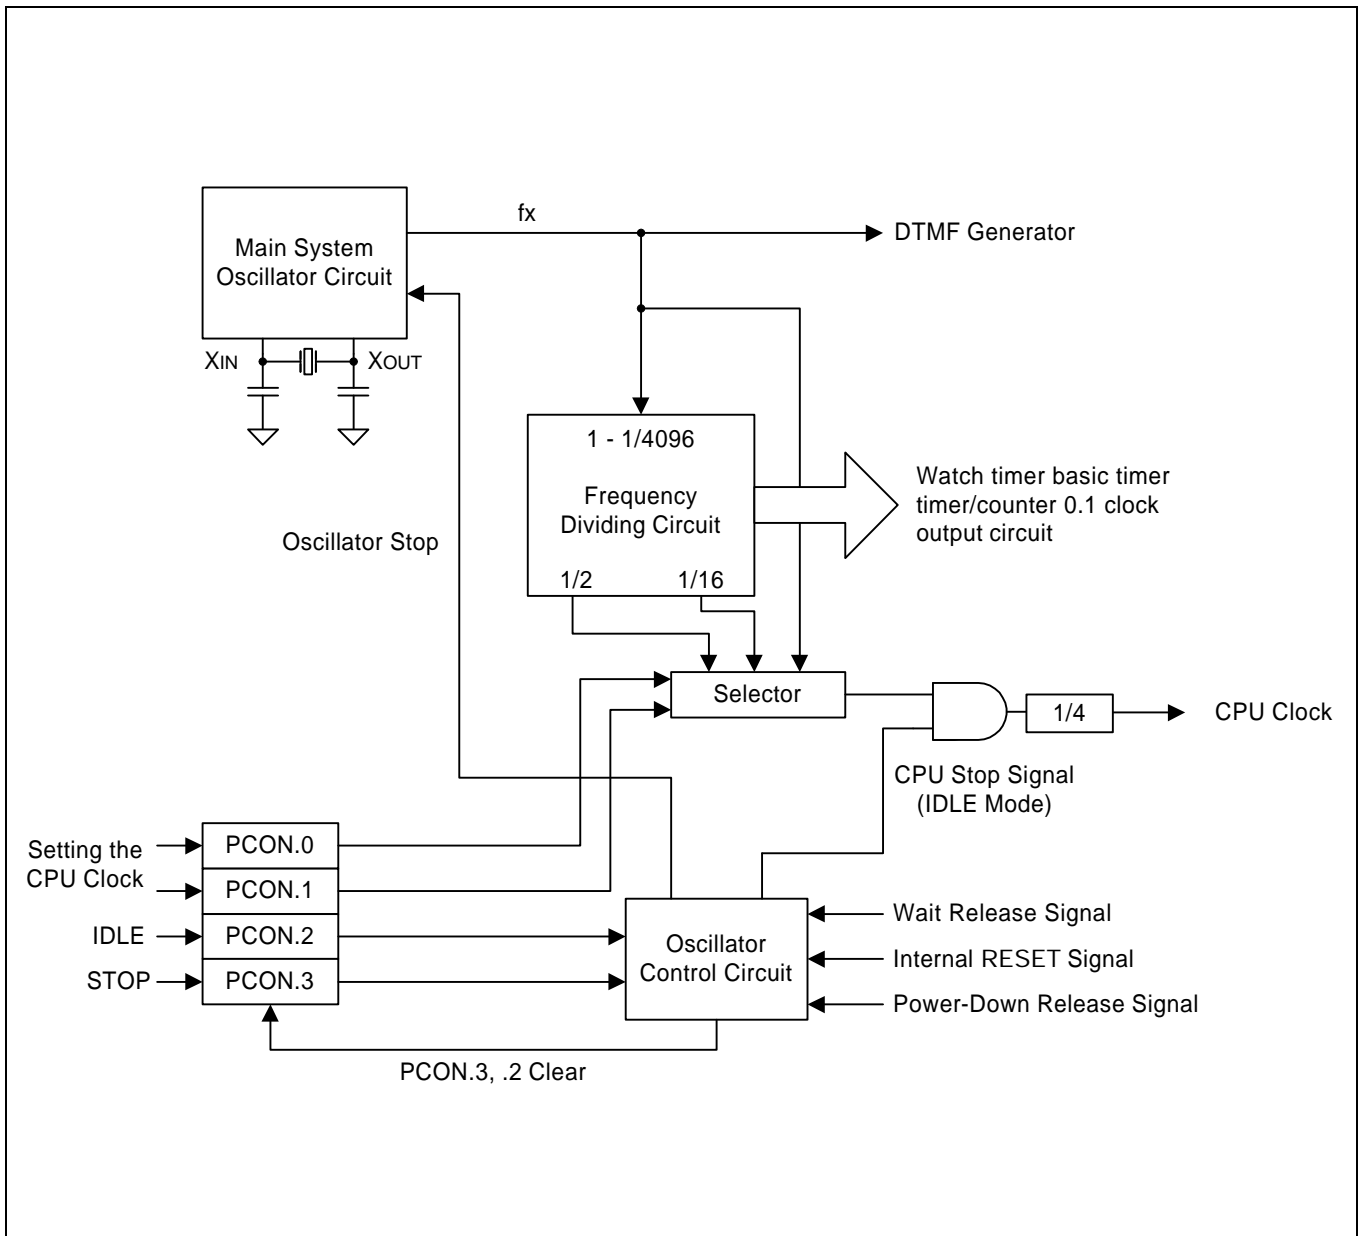 fx
DTMF Generator
Main System
Oscillator Circuit
XIN
XOUT
1 - 1/4096
Frequency
Dividing Circuit
1/2
1/16
Watch timer basic timer
timer/counter 0.1 clock
output circuit
Oscillator Stop
Selector
1/4
CPU Clock
CPU Stop Signal
(IDLE Mode)
Setting the
CPU Clock
IDLE
STOP
PCON.0
PCON.1
PCON.2
PCON.3
Oscillator
Control Circuit
Wait Release Signal
Internal RESET Signal
Power-Down Release Signal
PCON.3, .2 Clear